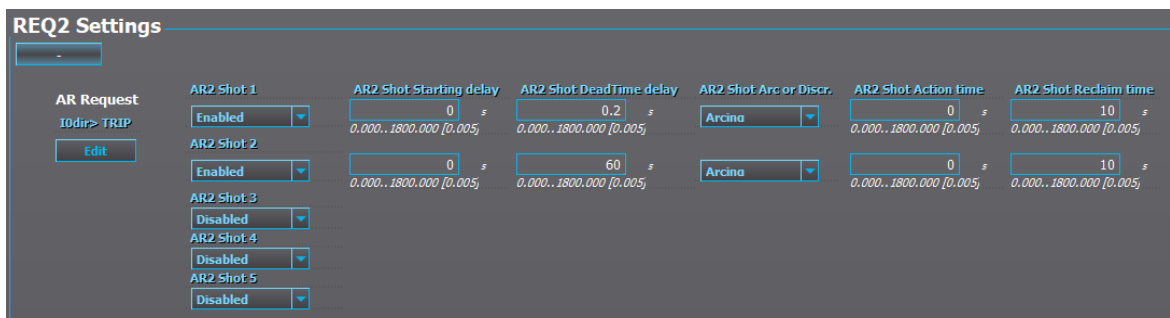 REQ2 Settings
-
AR Request
I0dir> TRIP
Edit
AR2 Shot 1 AR2 Shot Starting delay AR2 Shot DeadTime delay AR2 Shot Arc or Discr. AR2 Shot Action time AR2 Shot Reclaim time
Enabled 0 s 0.2 s Arcing 0 s 10 s
0.000..1800.000 [0.005] 0.000..1800.000 [0.005] 0.000..1800.000 [0.005] 0.000..1800.000 [0.005]
AR2 Shot 2
Enabled 0 s 60 s Arcing 0 s 10 s
0.000..1800.000 [0.005] 0.000..1800.000 [0.005] 0.000..1800.000 [0.005] 0.000..1800.000 [0.005]
AR2 Shot 3
Disabled
AR2 Shot 4
Disabled
AR2 Shot 5
Disabled